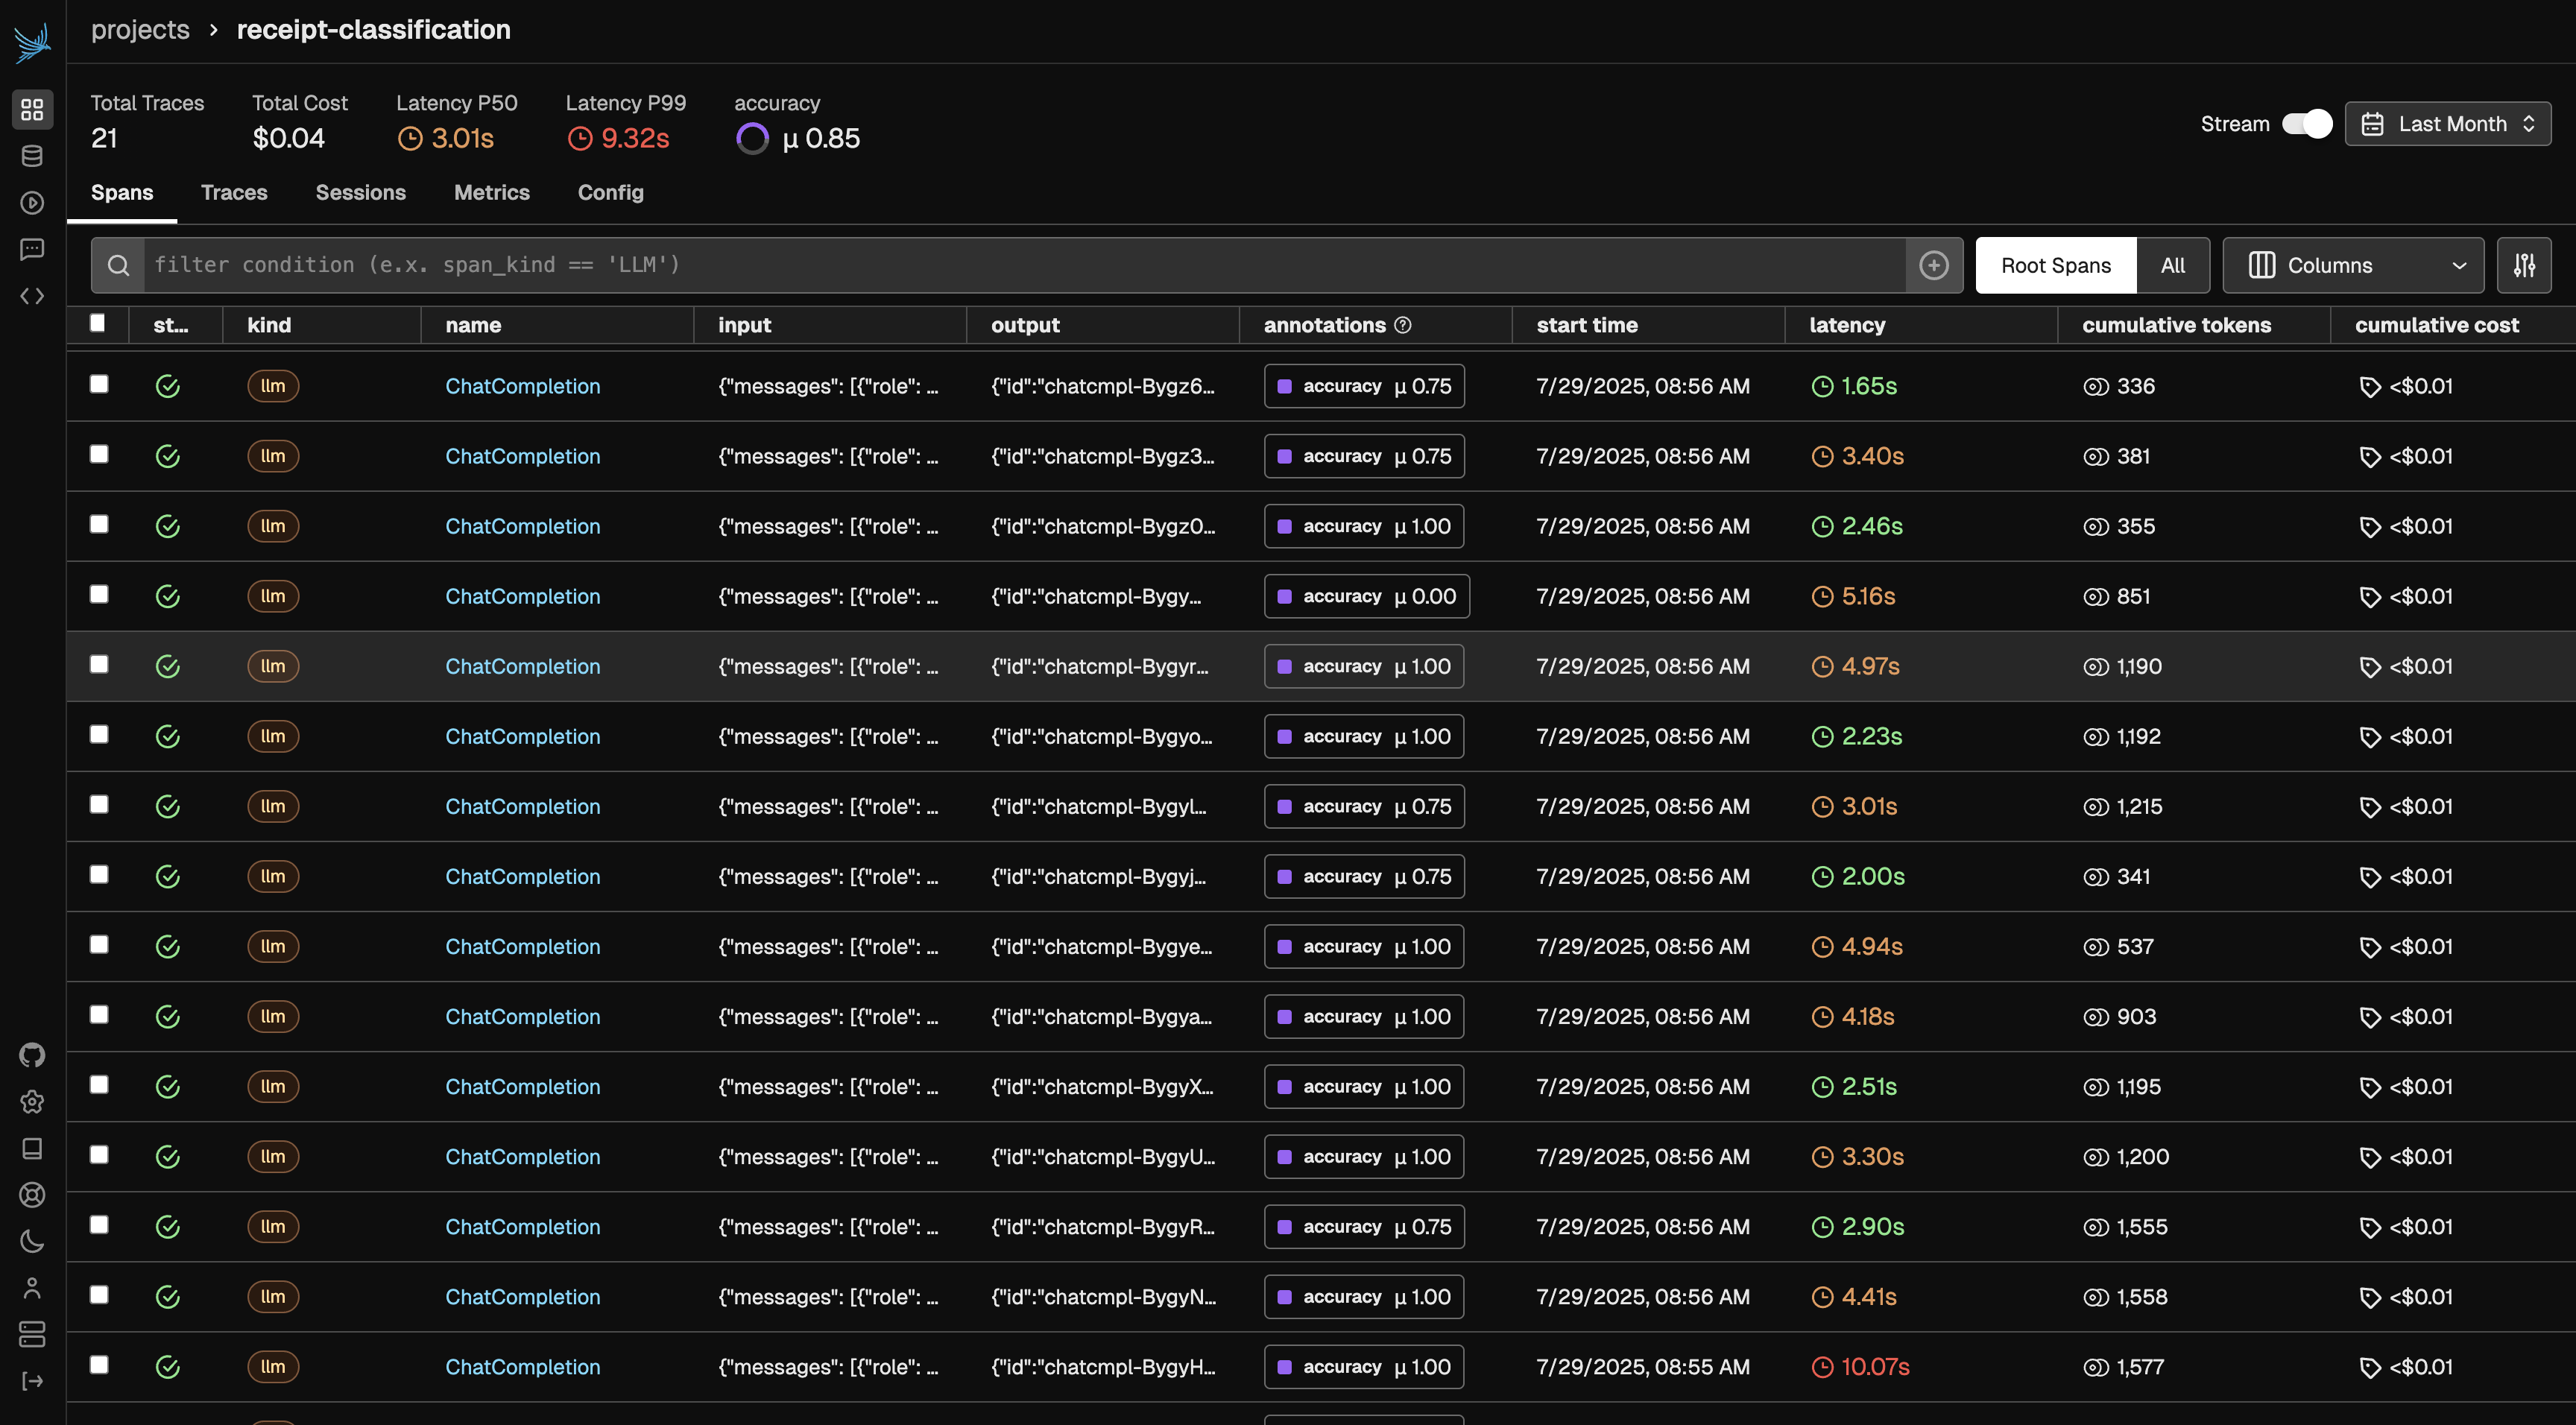 projects › receipt-classification
Total Traces Total Cost Latency P50 Latency P99 accuracy
21 $0.04 3.01s 9.32s μ 0.85
Stream Last Month
Spans Traces Sessions Metrics Config
filter condition (e.x. span_kind == 'LLM') Root Spans All Columns
st... kind name input output annotations start time latency cumulative tokens cumulative cost
llm ChatCompletion {"messages": [{"role": ... {"id":"chatcmpl-Bygz6... accuracy μ 0.75 7/29/2025, 08:56 AM 1.65s 336 <$0.01
llm ChatCompletion {"messages": [{"role": ... {"id":"chatcmpl-Bygz3... accuracy μ 0.75 7/29/2025, 08:56 AM 3.40s 381 <$0.01
llm ChatCompletion {"messages": [{"role": ... {"id":"chatcmpl-Bygz0... accuracy μ 1.00 7/29/2025, 08:56 AM 2.46s 355 <$0.01
llm ChatCompletion {"messages": [{"role": ... {"id":"chatcmpl-Bygy... accuracy μ 0.00 7/29/2025, 08:56 AM 5.16s 851 <$0.01
llm ChatCompletion {"messages": [{"role": ... {"id":"chatcmpl-Bygyr... accuracy μ 1.00 7/29/2025, 08:56 AM 4.97s 1,190 <$0.01
llm ChatCompletion {"messages": [{"role": ... {"id":"chatcmpl-Bygyo... accuracy μ 1.00 7/29/2025, 08:56 AM 2.23s 1,192 <$0.01
llm ChatCompletion {"messages": [{"role": ... {"id":"chatcmpl-Bygyl... accuracy μ 0.75 7/29/2025, 08:56 AM 3.01s 1,215 <$0.01
llm ChatCompletion {"messages": [{"role": ... {"id":"chatcmpl-Bygyj... accuracy μ 0.75 7/29/2025, 08:56 AM 2.00s 341 <$0.01
llm ChatCompletion {"messages": [{"role": ... {"id":"chatcmpl-Bygye... accuracy μ 1.00 7/29/2025, 08:56 AM 4.94s 537 <$0.01
llm ChatCompletion {"messages": [{"role": ... {"id":"chatcmpl-Bygya... accuracy μ 1.00 7/29/2025, 08:56 AM 4.18s 903 <$0.01
llm ChatCompletion {"messages": [{"role": ... {"id":"chatcmpl-BygyX... accuracy μ 1.00 7/29/2025, 08:56 AM 2.51s 1,195 <$0.01
llm ChatCompletion {"messages": [{"role": ... {"id":"chatcmpl-BygyU... accuracy μ 1.00 7/29/2025, 08:56 AM 3.30s 1,200 <$0.01
llm ChatCompletion {"messages": [{"role": ... {"id":"chatcmpl-BygyR... accuracy μ 0.75 7/29/2025, 08:56 AM 2.90s 1,555 <$0.01
llm ChatCompletion {"messages": [{"role": ... {"id":"chatcmpl-BygyN... accuracy μ 1.00 7/29/2025, 08:56 AM 4.41s 1,558 <$0.01
llm ChatCompletion {"messages": [{"role": ... {"id":"chatcmpl-BygyH... accuracy μ 1.00 7/29/2025, 08:55 AM 10.07s 1,577 <$0.01